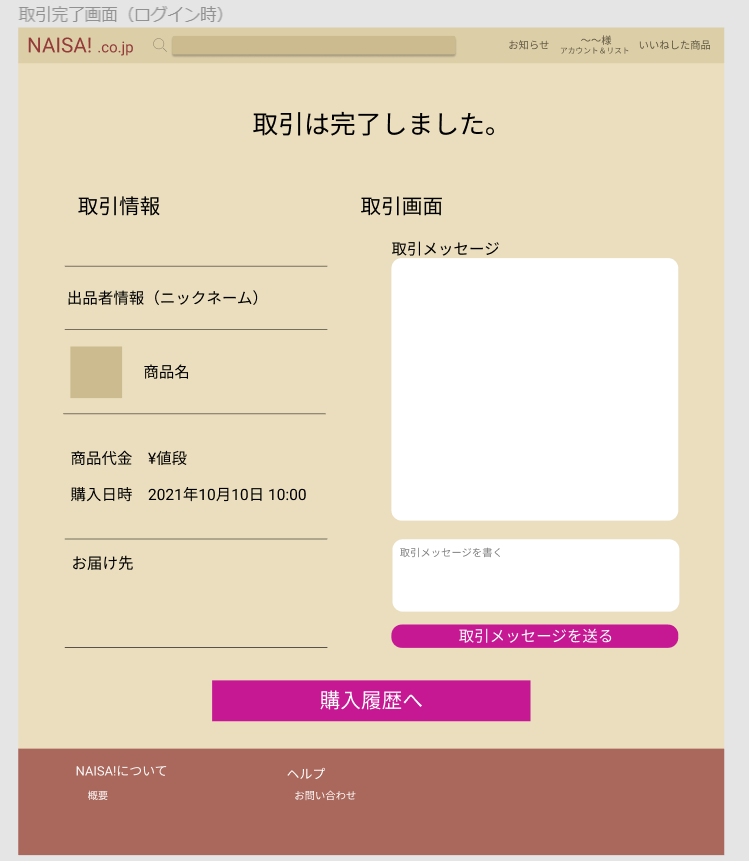 取引完了画面（ログイン時）
NAISA! .co.jp
お知らせ
〜〜様
アカウント&リスト
いいねした商品
取引は完了しました。
取引情報
出品者情報（ニックネーム）
商品名
商品代金　¥値段
購入日時　2021年10月10日 10:00
お届け先
取引画面
取引メッセージ
取引メッセージを書く
取引メッセージを送る
購入履歴へ
NAISA!について
概要
ヘルプ
お問い合わせ